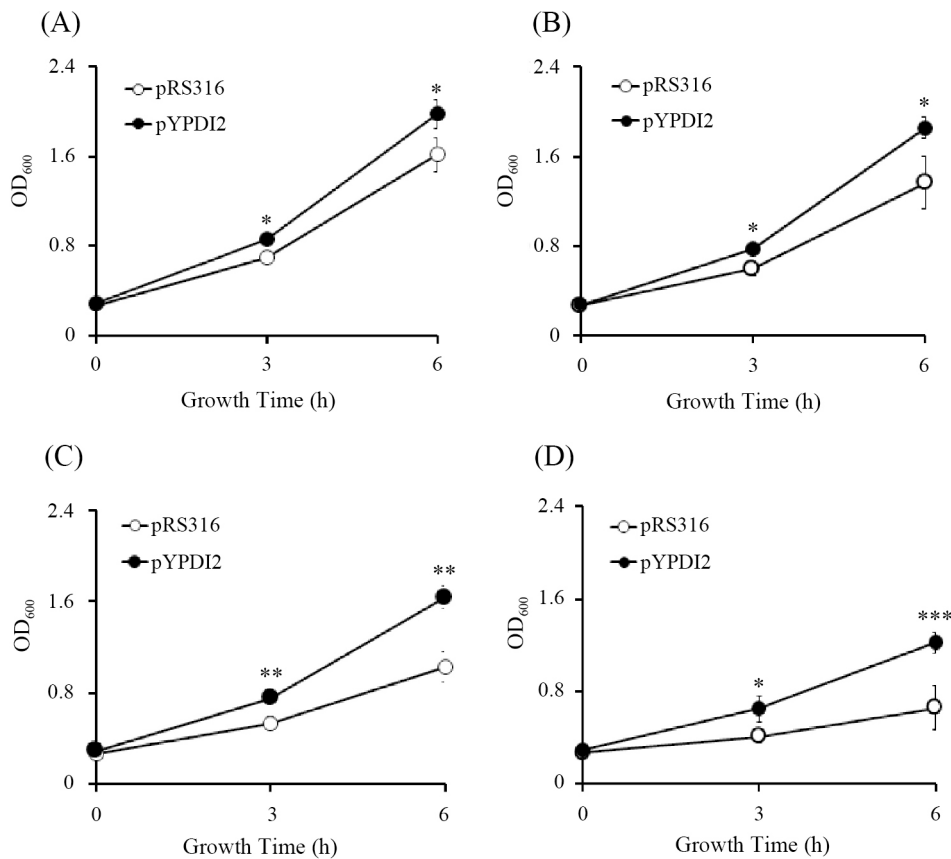 (A)
2.4
pRS316
pYPDI2
*
1.6
OD600
*
0.8
0
0 3 6
Growth Time (h)
(B)
2.4
pRS316
pYPDI2
*
1.6
OD600
*
0.8
0
0 3 6
Growth Time (h)
(C)
2.4
pRS316
pYPDI2
**
1.6
OD600
**
0.8
0
0 3 6
Growth Time (h)
(D)
2.4
pRS316
pYPDI2
1.6
OD600
***
*
0.8
0
0 3 6
Growth Time (h)